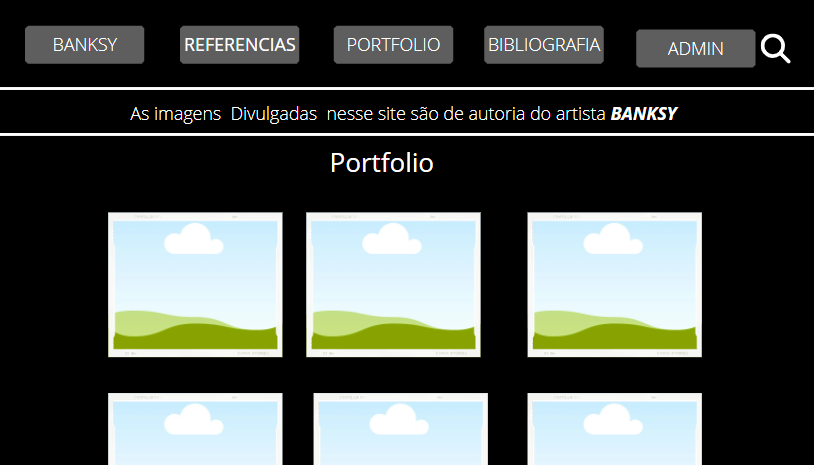 BANKSY
REFERENCIAS
PORTFOLIO
BIBLIOGRAFIA
ADMIN
As imagens  Divulgadas  nesse site são de autoria do artista BANKSY
Portfolio